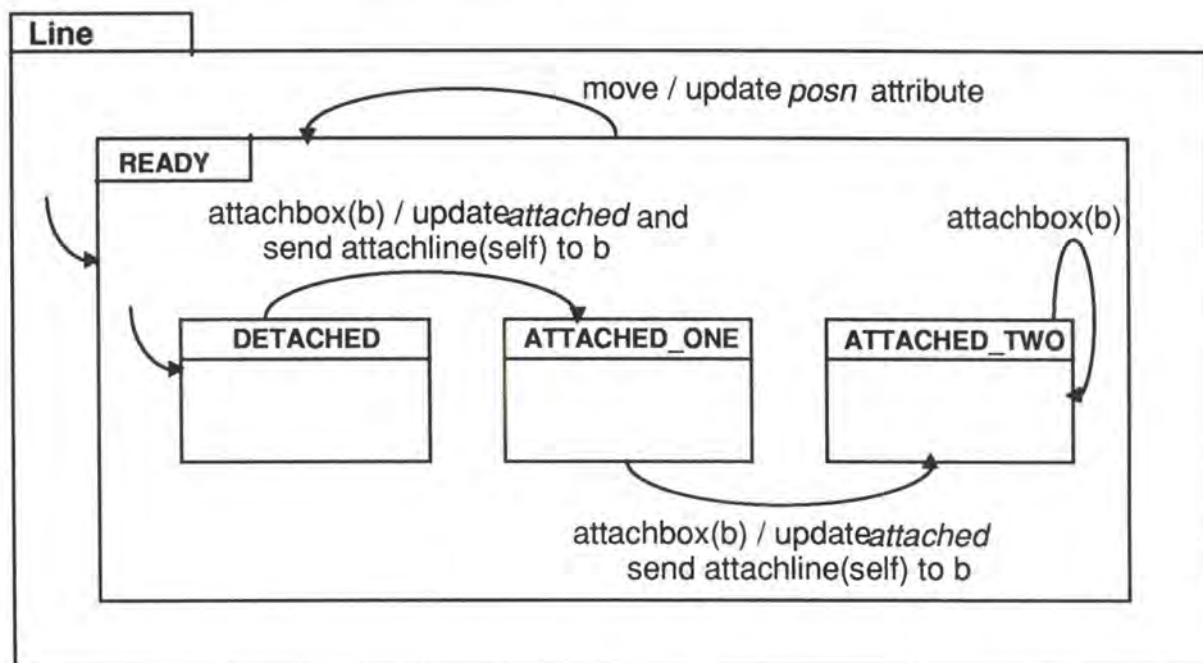 Line
move / update posn attribute
READY
attachbox(b) / updateattached and
send attachline(self) to b
attachbox(b)
DETACHED
ATTACHED_ONE
ATTACHED_TWO
attachbox(b) / updateattached
send attachline(self) to b